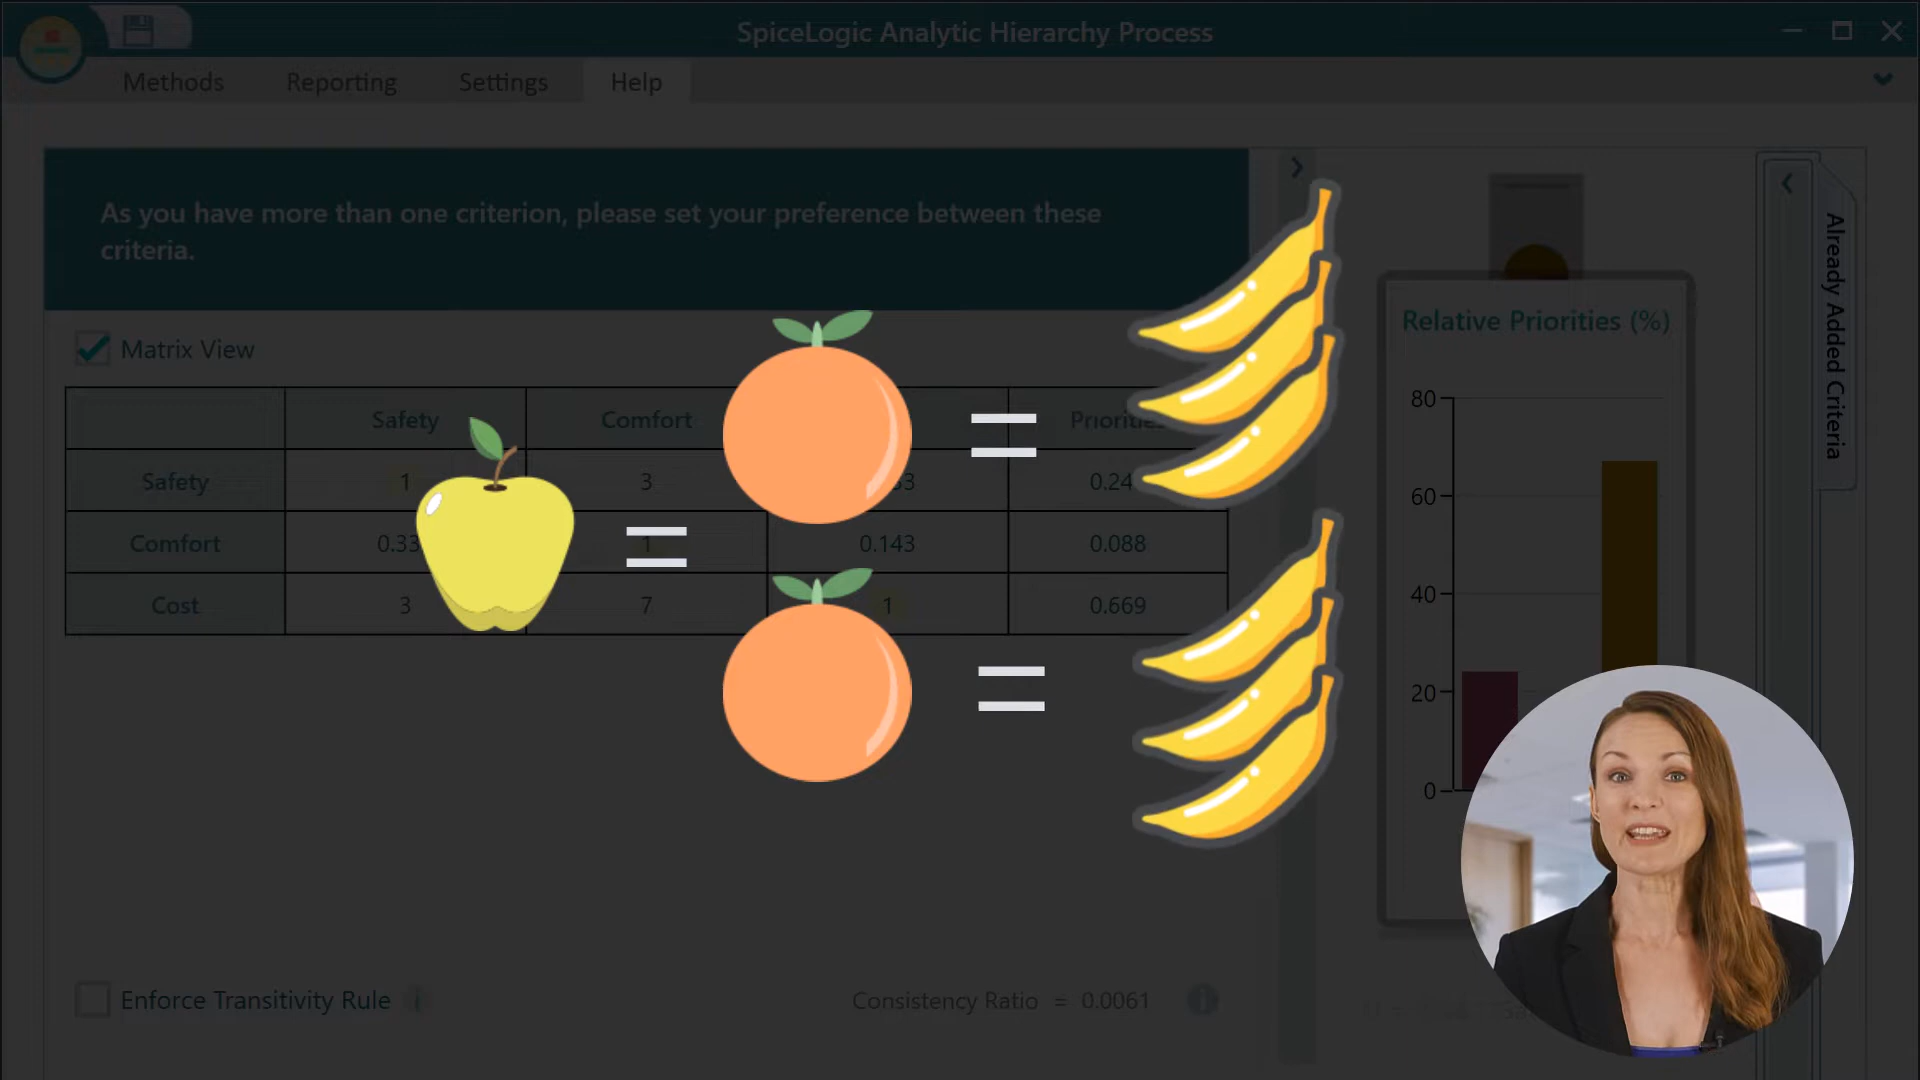 SpiceLogic Analytic Hierarchy Process
Methods Reporting Settings Help
As you have more than one criterion, please set your preference between these
criteria.
Matrix View
Safety Comfort
Safety 1 3
Comfort 0.33 1 0.143 0.088
Cost 3 7 1 0.669
Enforce Transitivity Rule i
Consistency Ratio = 0.0061 i
Relative Priorities (%)
80
60
40
20
0
Already Added Criteria
= =
=